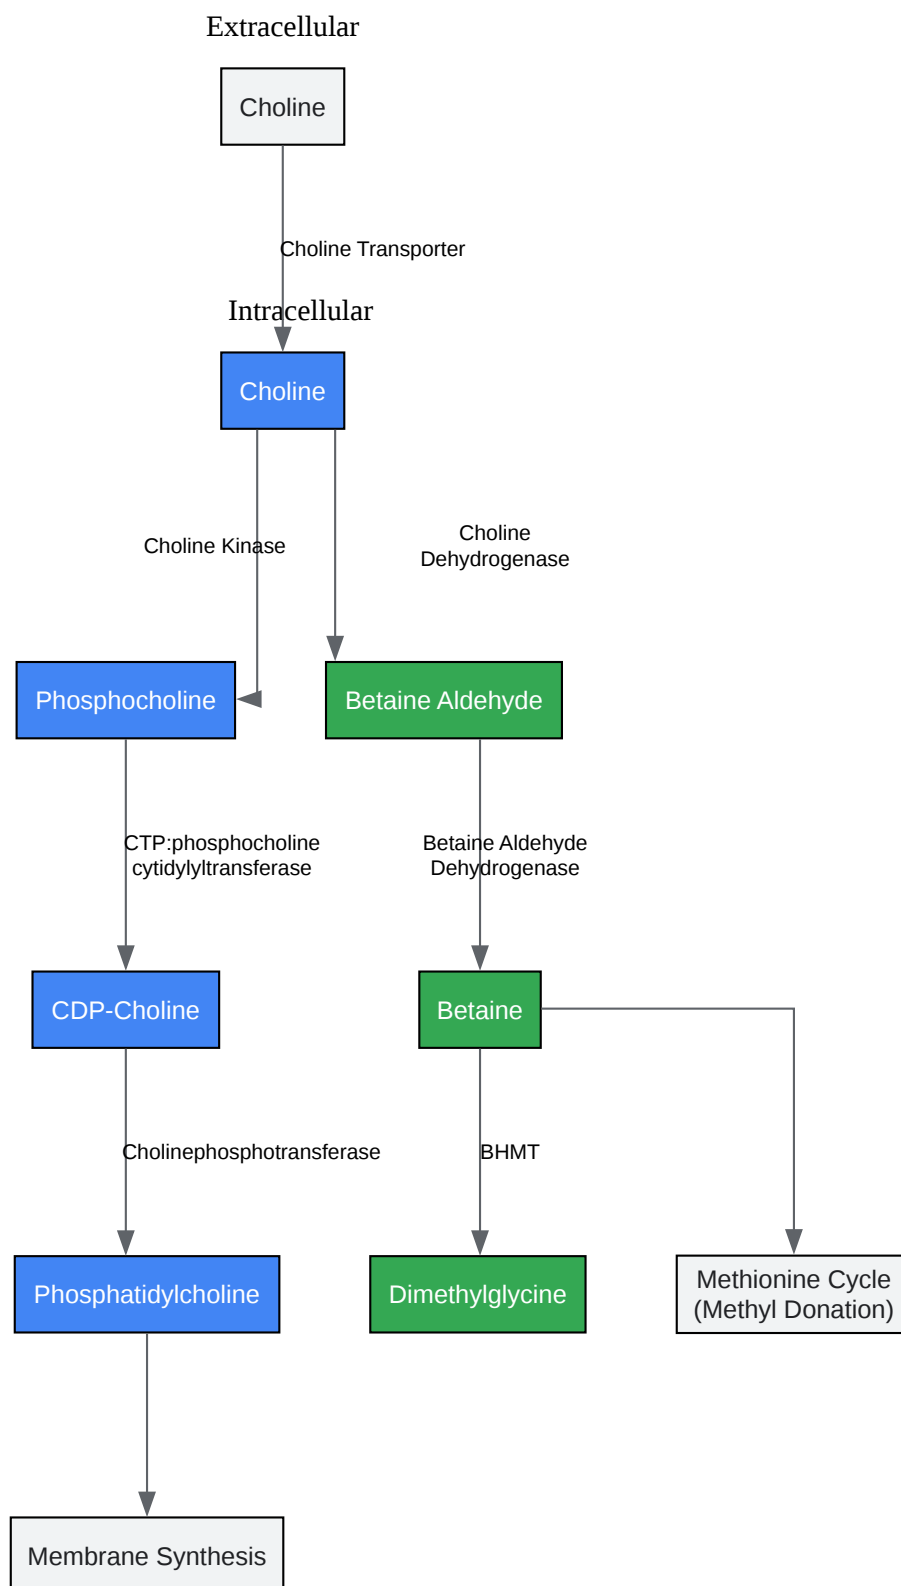 Extracellular
Choline
Choline Transporter
Intracellular
Choline
Choline Kinase
Choline
Dehydrogenase
Phosphocholine
Betaine Aldehyde
CTP:phosphocholine
cytidylyltransferase
Betaine Aldehyde
Dehydrogenase
CDP-Choline
Betaine
Cholinephosphotransferase
BHMT
Phosphatidylcholine
Dimethylglycine
Methionine Cycle
(Methyl Donation)
Membrane Synthesis